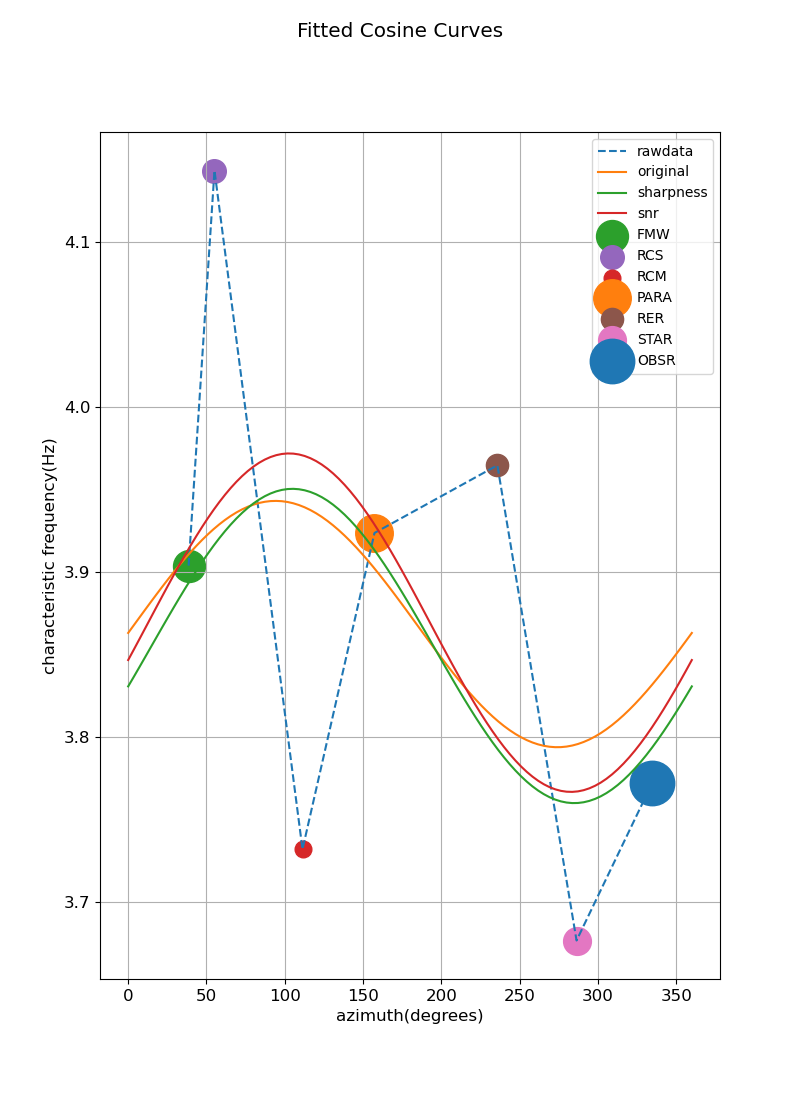 Fitted Cosine Curves
rawdata
original
sharpness
snr
FMW
RCS
RCM
PARA
RER
STAR
OBSR
4.1
4.0
3.9
3.8
3.7
characteristic frequency(Hz)
0 50 100 150 200 250 300 350
azimuth(degrees)